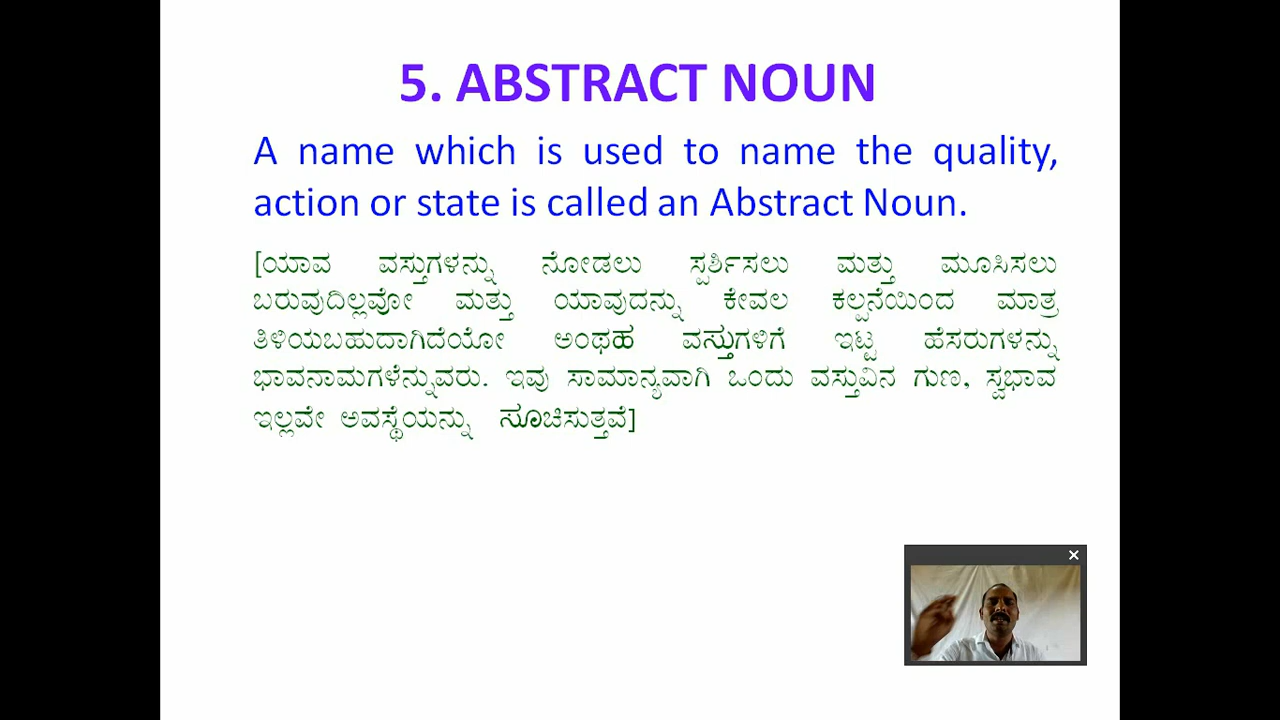 5. ABSTRACT NOUN
A name which is used to name the quality,
action or state is called an Abstract Noun.
[ಯಾವ ವಸ್ತುಗಳನ್ನು ನೋಡಲು ಸ್ಪರ್ಶಿಸಲು ಮತ್ತು ಮೂಸಿಸಲು
ಬರುವುದಿಲ್ಲವೋ ಮತ್ತು ಯಾವುದನ್ನು ಕೇವಲ ಕಲ್ಪನೆಯಿಂದ ಮಾತ್ರ
ತಿಳಿಯಬಹುದಾಗಿದೆಯೋ ಅಂಥಹ ವಸ್ತುಗಳಿಗೆ ಇಟ್ಟ ಹೆಸರುಗಳನ್ನು
ಭಾವನಾಮಗಳೆನ್ನುವರು. ಇವು ಸಾಮಾನ್ಯವಾಗಿ ಒಂದು ವಸ್ತುವಿನ ಗುಣ, ಸ್ವಭಾವ
ಇಲ್ಲವೇ ಅವಸ್ಥೆಯನ್ನು ಸೂಚಿಸುತ್ತವೆ]